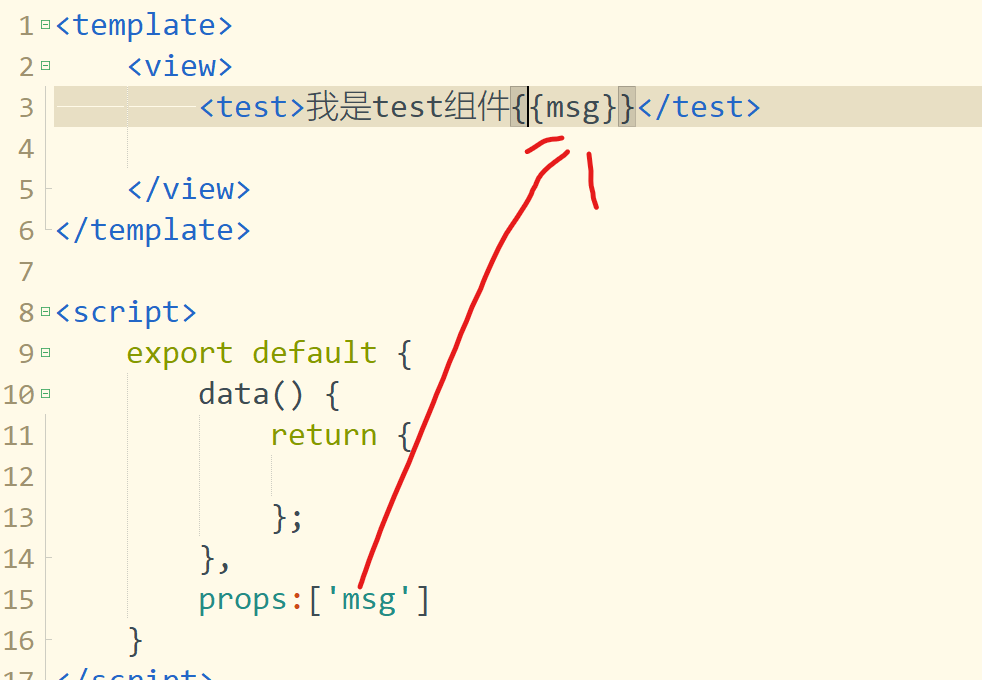 1 <template>
2 <view>
3 <test>我是test组件{{msg}}</test>
4
5 </view>
6 </template>
7
8 <script>
9 export default {
10 data() {
11 return {
12
13 };
14 },
15 props:['msg']
16 }
17 </script>